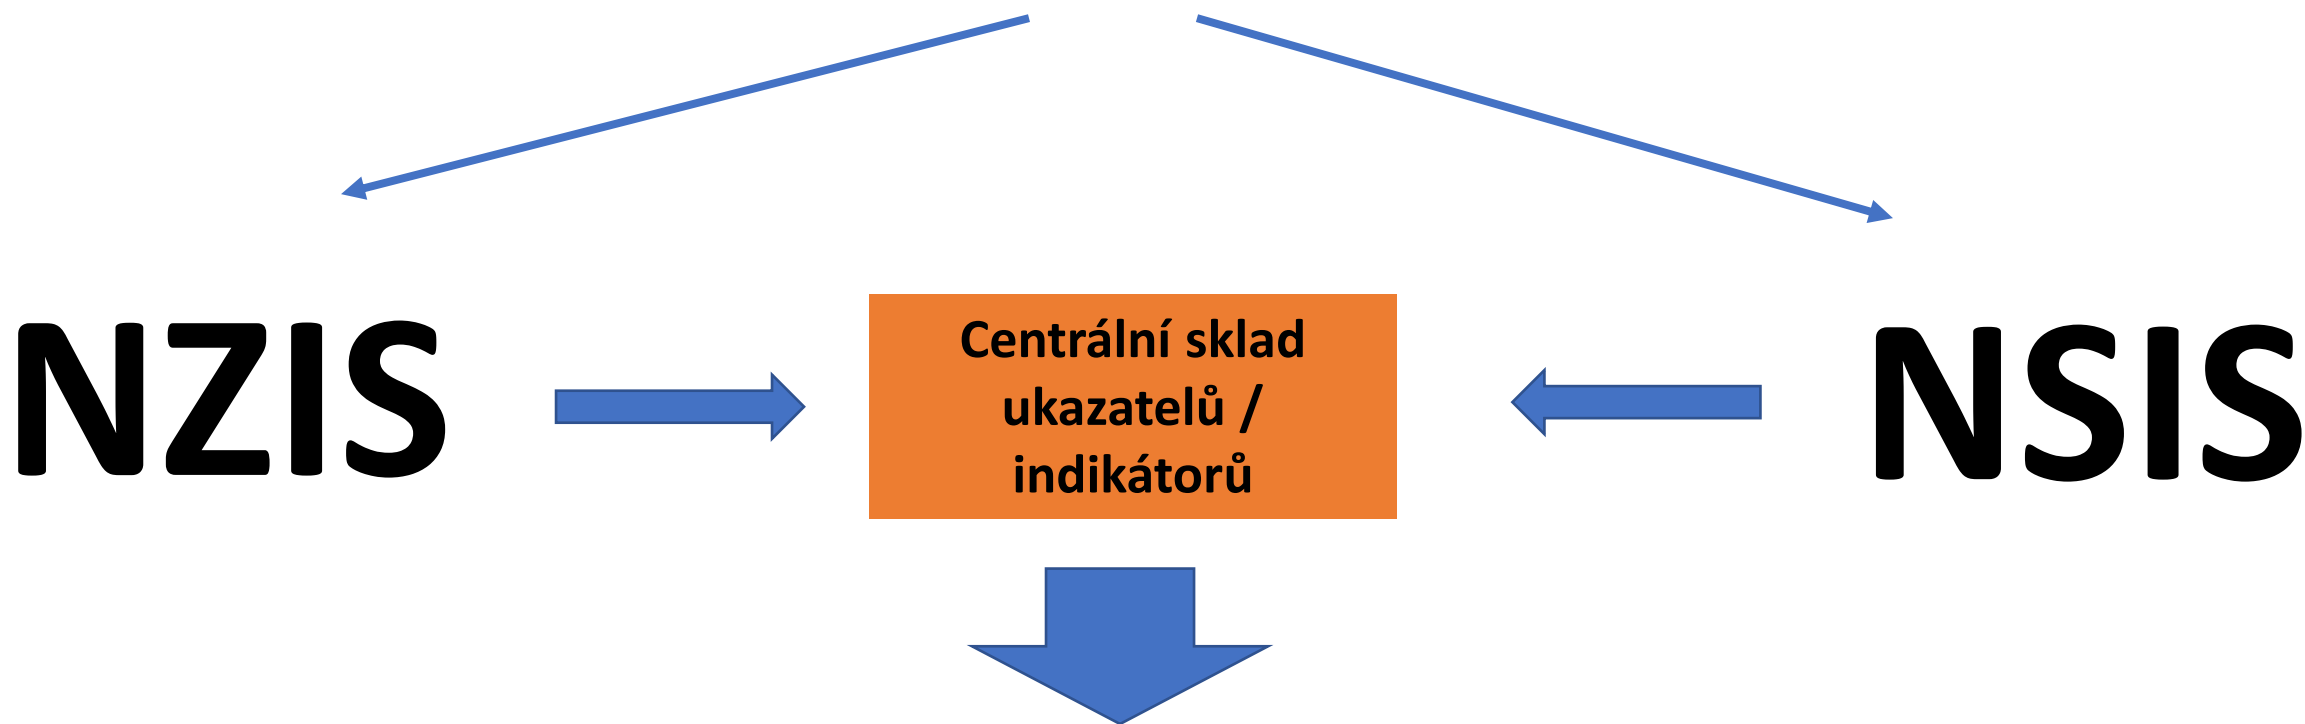 NZIS
Centrální sklad
ukazatelů /
indikátorů
NSIS